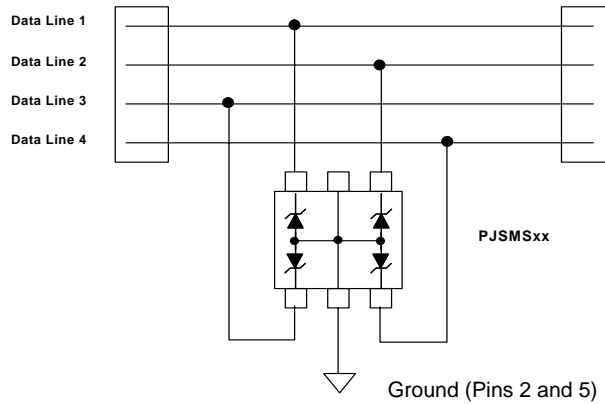 Data Line 1
Data Line 2
Data Line 3
Data Line 4
PJSMSxx
Ground (Pins 2 and 5)